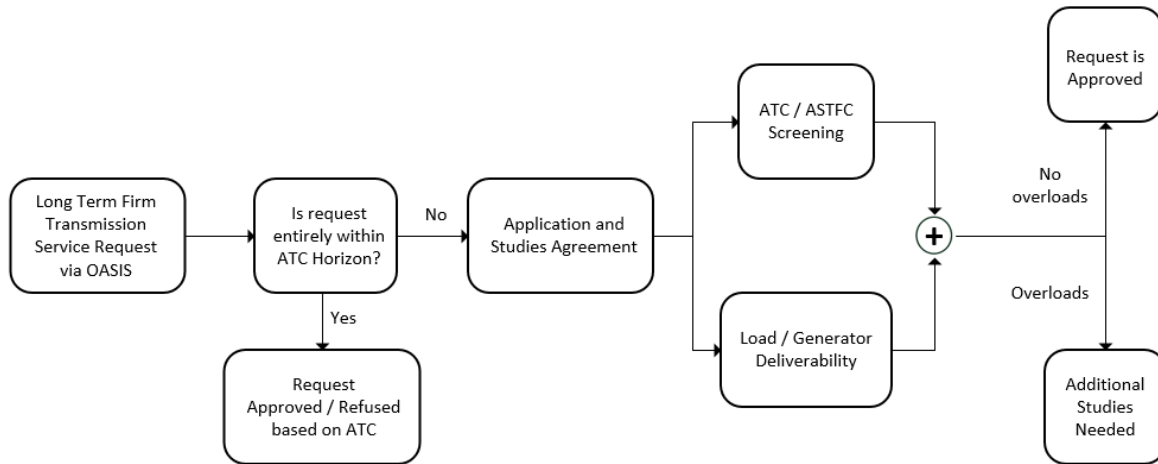 Long Term Firm
Transmission
Service Request
via OASIS
Is request
entirely within
ATC Horizon?
No
Yes
Request
Approved / Refused
based on ATC
Application and
Studies Agreement
ATC / ASTFC
Screening
Load / Generator
Deliverability
+
No
overloads
Overloads
Request is
Approved
Additional
Studies
Needed